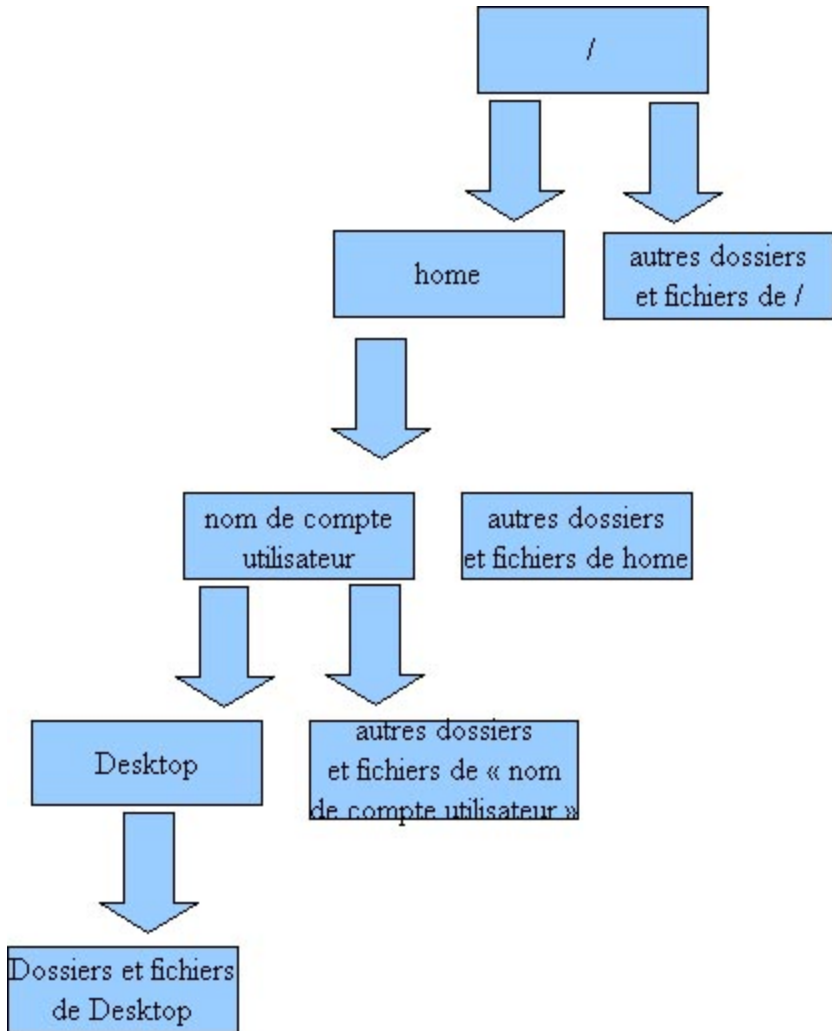 /
home
autres dossiers
et fichiers de /
nom de compte
utilisateur
autres dossiers
et fichiers de home
Desktop
autres dossiers
et fichiers de « nom
de compte utilisateur »
Dossiers et fichiers
de Desktop